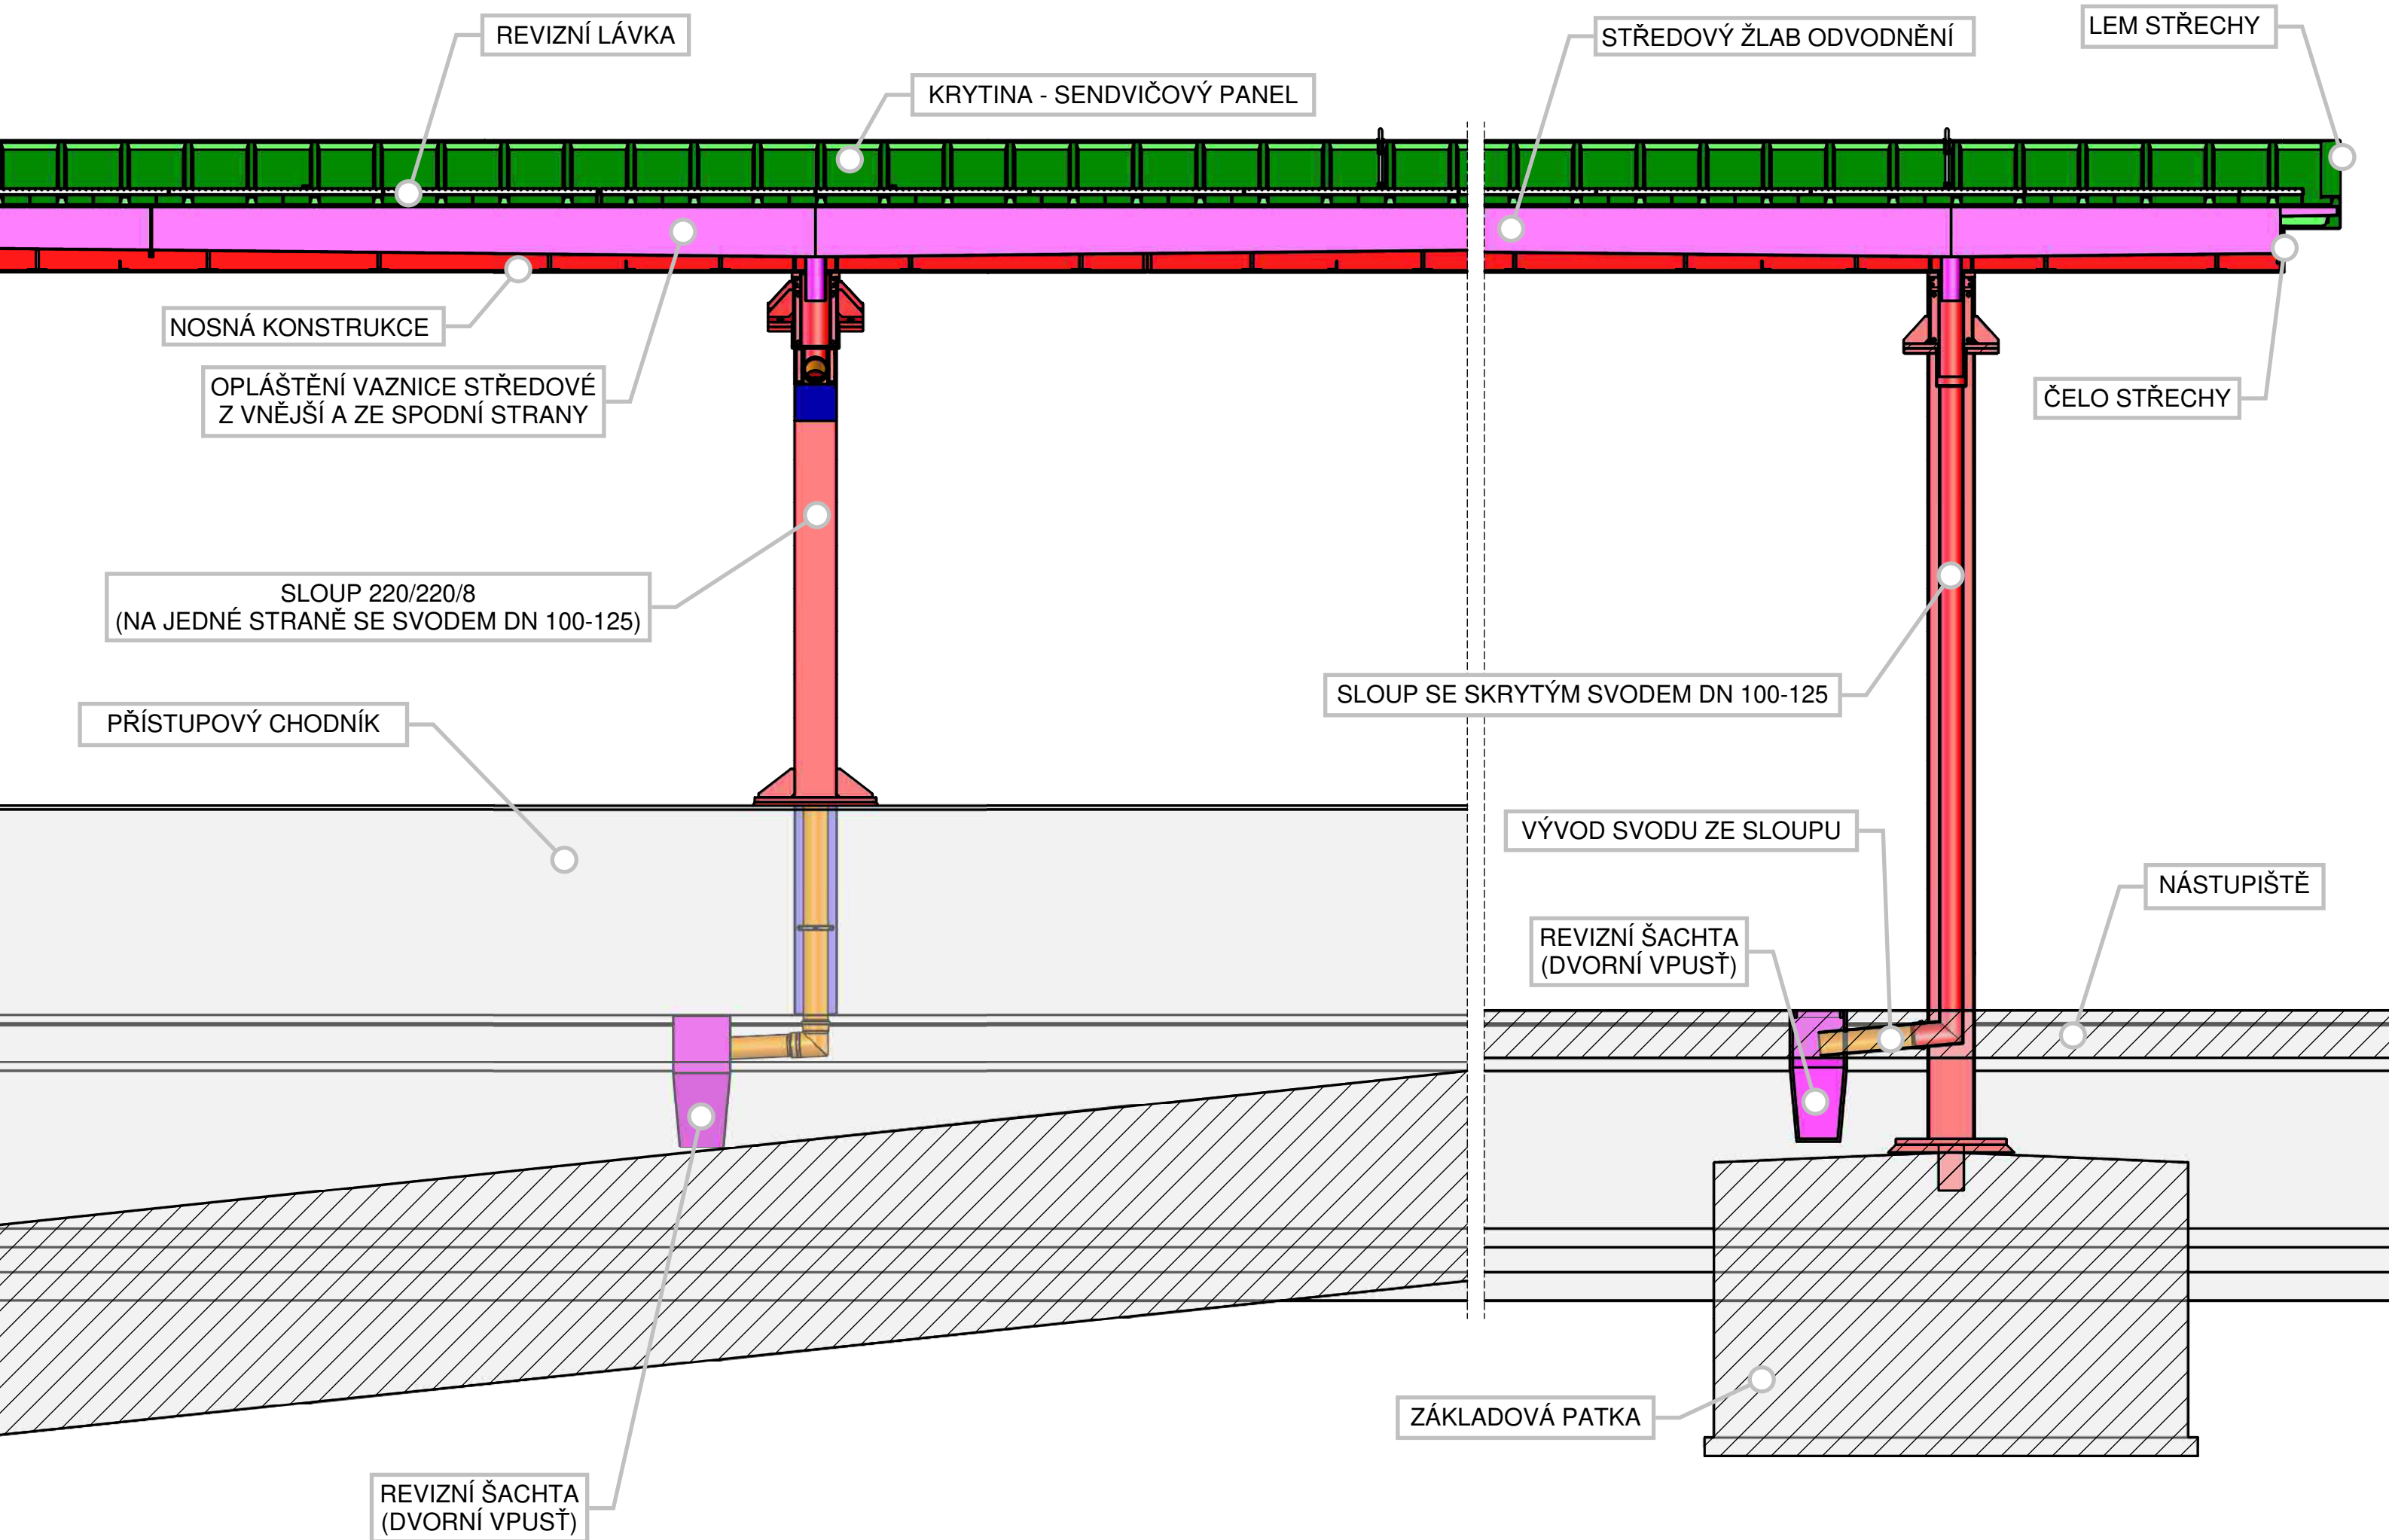 REVIZNÍ LÁVKA
STŘEDOVÝ ŽLAB ODVODNĚNÍ
LEM STŘECHY
KRYTINA - SENDVIČOVÝ PANEL
NOSNÁ KONSTRUKCE
OPLÁŠTĚNÍ VAZNICE STŘEDOVÉ
Z VNĚJŠÍ A ZE SPODNÍ STRANY
ČELO STŘECHY
SLOUP 220/220/8
(NA JEDNÉ STRANĚ SE SVODEM DN 100-125)
SLOUP SE SKRYTÝM SVODEM DN 100-125
PŘÍSTUPOVÝ CHODNÍK
VÝVOD SVODU ZE SLOUPU
NÁSTUPIŠTĚ
REVIZNÍ ŠACHTA
(DVORNÍ VPUSŤ)
ZÁKLADOVÁ PATKA
REVIZNÍ ŠACHTA
(DVORNÍ VPUSŤ)